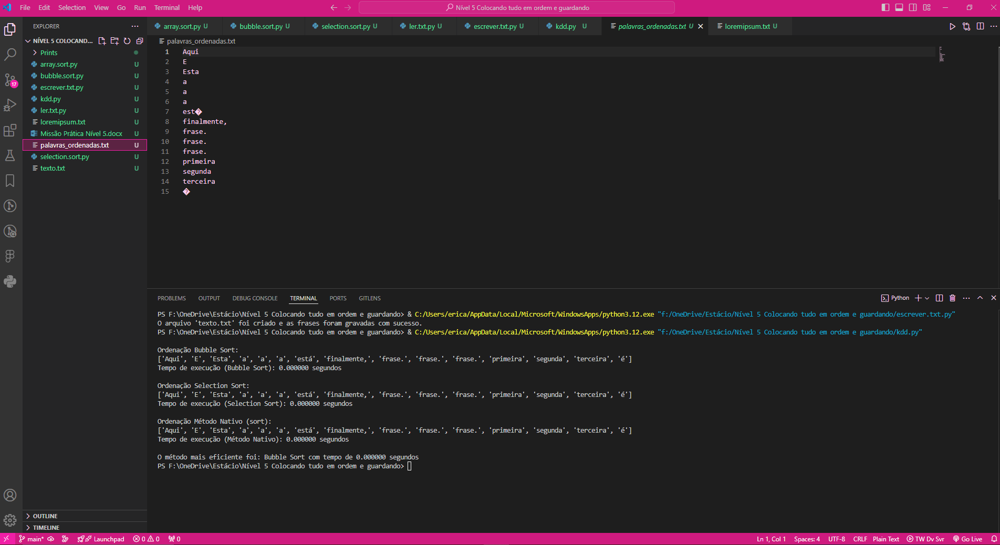 File Edit Selection View Go Run Terminal Help
Nível 5 Colocando tudo em ordem e guardando
EXPLORER
NÍVEL 5 COLOCAND...
Prints
array.sort.py U
bubble.sort.py U
escrever.txt.py U
kdd.py U
ler.txt.py U
loremipsum.txt U
Missão Prática Nível 5.docx U
palavras_ordenadas.txt U
selection.sort.py U
texto.txt U
17
OUTLINE
TIMELINE
array.sort.py U bubble.sort.py U selection.sort.py U ler.txt.py U escrever.txt.py U kdd.py U palavras_ordenadas.txt U loremipsum.txt U
palavras_ordenadas.txt
1 Aqui
2 E
3 Esta
4 a
5 a
6 a
7 est�
8 finalmente,
9 frase.
10 frase.
11 frase.
12 primeira
13 segunda
14 terceira
15 �
PROBLEMS OUTPUT DEBUG CONSOLE TERMINAL PORTS GITLENS
Python
PS F:\OneDrive\Estácio\Nível 5 Colocando tudo em ordem e guardando> & C:/Users/erica/AppData/Local/Microsoft/WindowsApps/python3.12.exe "f:/OneDrive/Estácio/Nível 5 Colocando tudo em ordem e guardando/escrever.txt.py"
O arquivo 'texto.txt' foi criado e as frases foram gravadas com sucesso.
PS F:\OneDrive\Estácio\Nível 5 Colocando tudo em ordem e guardando> & C:/Users/erica/AppData/Local/Microsoft/WindowsApps/python3.12.exe "f:/OneDrive/Estácio/Nível 5 Colocando tudo em ordem e guardando/kdd.py"
Ordenação Bubble Sort:
['Aqui', 'E', 'Esta', 'a', 'a', 'a', 'está', 'finalmente,', 'frase.', 'frase.', 'frase.', 'primeira', 'segunda', 'terceira', 'é']
Tempo de execução (Bubble Sort): 0.000000 segundos
Ordenação Selection Sort:
['Aqui', 'E', 'Esta', 'a', 'a', 'a', 'está', 'finalmente,', 'frase.', 'frase.', 'frase.', 'primeira', 'segunda', 'terceira', 'é']
Tempo de execução (Selection Sort): 0.000000 segundos
Ordenação Método Nativo (sort):
['Aqui', 'E', 'Esta', 'a', 'a', 'a', 'está', 'finalmente,', 'frase.', 'frase.', 'frase.', 'primeira', 'segunda', 'terceira', 'é']
Tempo de execução (Método Nativo): 0.000000 segundos
O método mais eficiente foi: Bubble Sort com tempo de 0.000000 segundos
PS F:\OneDrive\Estácio\Nível 5 Colocando tudo em ordem e guardando>
main* Launchpad 0 0 0 Ln 1, Col 1 Spaces: 4 UTF-8 CRLF Plain Text TW Dv Svr Go Live